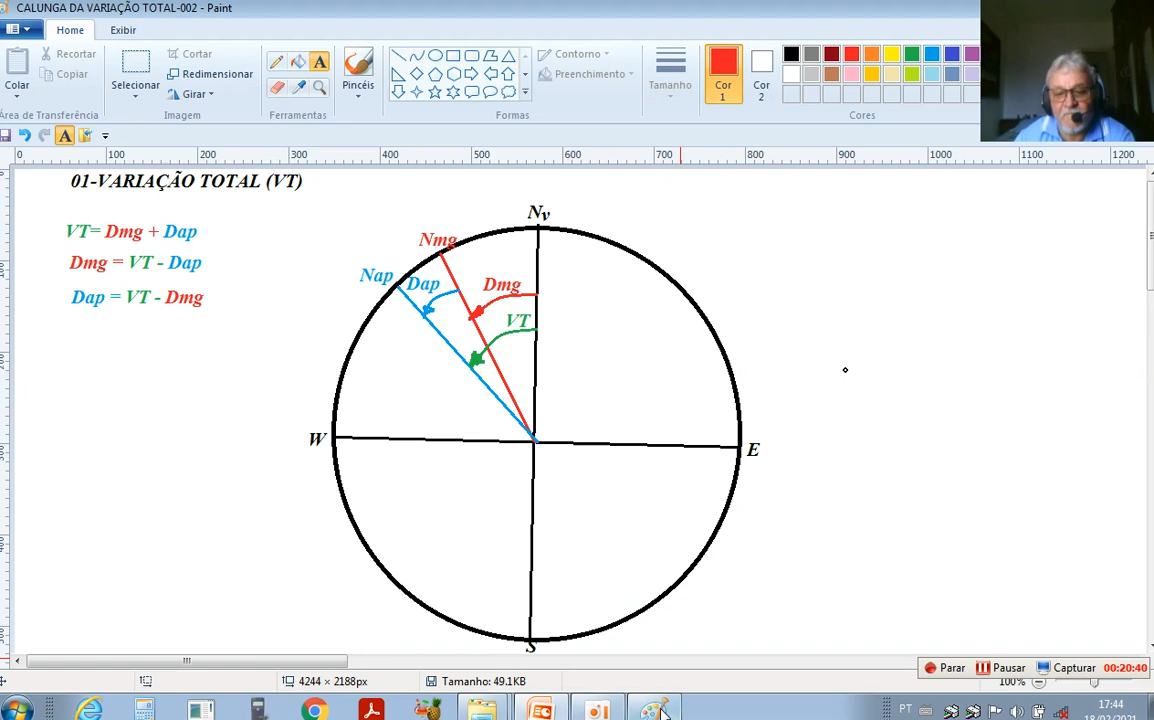 CALUNGA DA VARIAÇÃO TOTAL-002 - Paint
Home Exibir
Colar
Recortar
Copiar
Área de Transferência
Selecionar
Cortar
Redimensionar
Girar
Imagem
A
Ferramentas
Pincéis
Contorno
Preenchimento
Formas
Tamanho
Cor 1
Cor 2
Cores
A
0 100 200 300 400 500 600 700 800 900 1000 1100 1200
01-VARIAÇÃO TOTAL (VT)
VT= Dmg + Dap
Dmg = VT - Dap
Dap = VT - Dmg
Nv
Nmg
Nap
Dap
Dmg
VT
W
E
S
Parar Pausar Capturar 00:20:40
4244 × 2188px
Tamanho: 49.1KB
100%
PT
17:44
18/02/2021